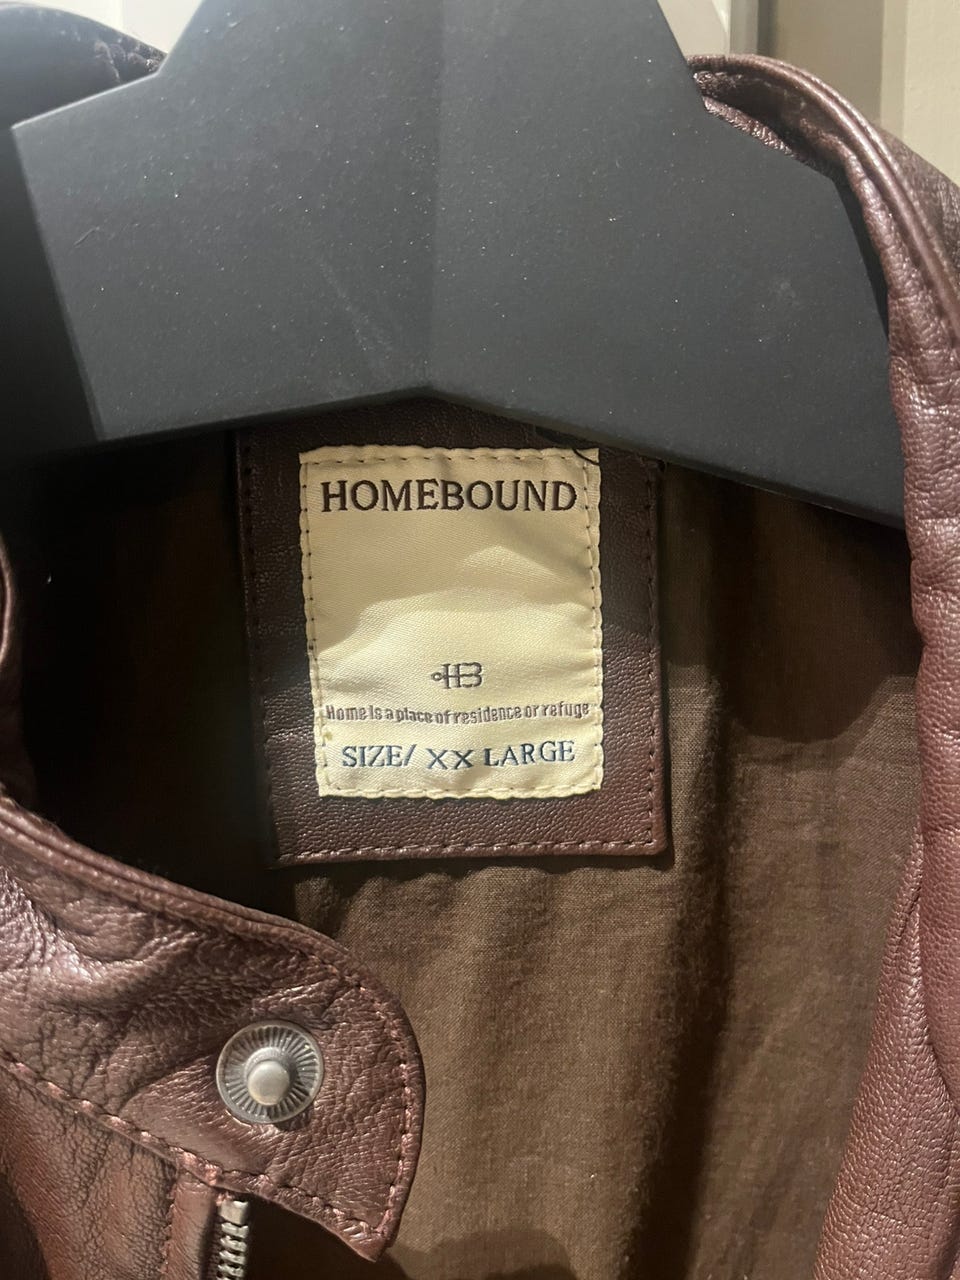 HOMEBOUND
HB
Home Is a place of residence or refuge
SIZE/ XX LARGE